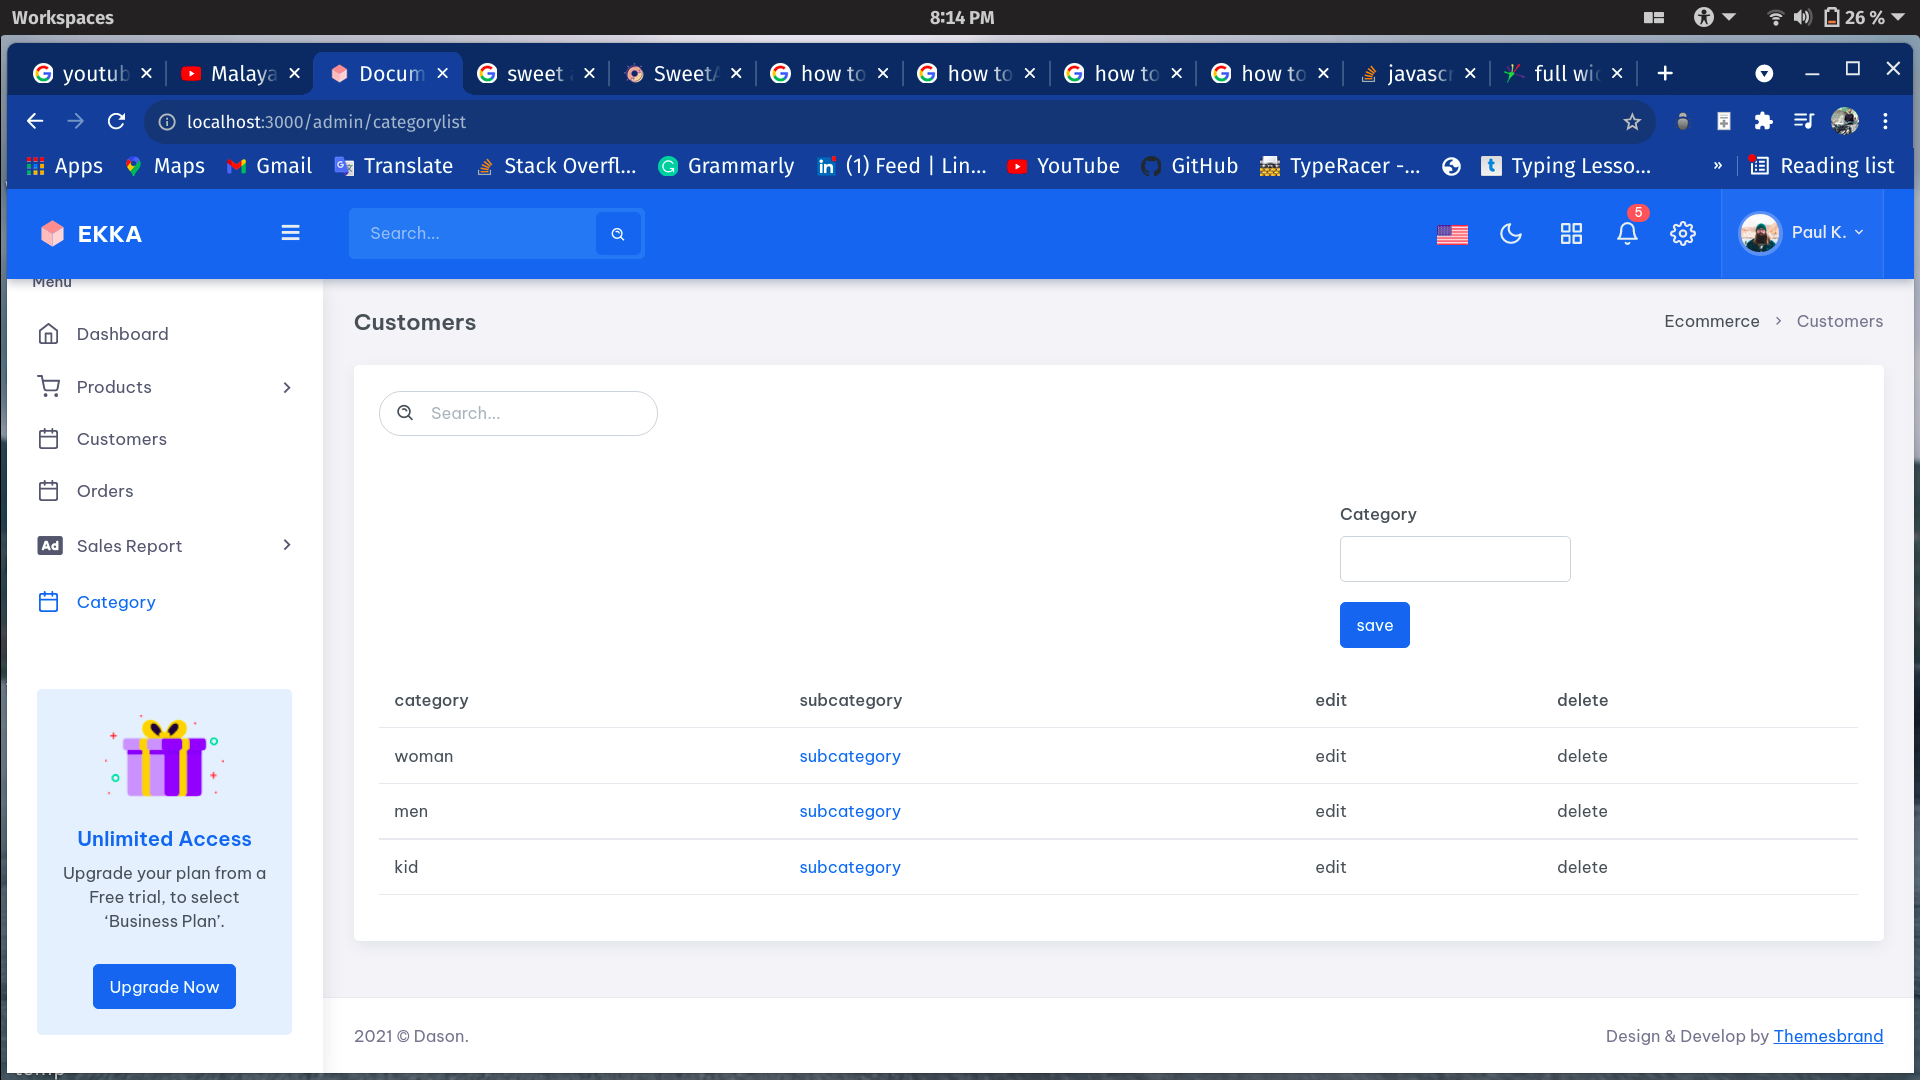 Workspaces
8:14 PM
26 %
youtub
Malaya
Docum
sweet
SweetA
how to
how to
how to
how to
javascr
full wid
localhost:3000/admin/categorylist
Apps
Maps
Gmail
Translate
Stack Overfl...
Grammarly
(1) Feed | Lin...
YouTube
GitHub
TypeRacer -...
Typing Lesso...
»
Reading list
EKKA
Search...
5
Paul K.
Menu
Dashboard
Products
Customers
Orders
Ad Sales Report
Category
Unlimited Access
Upgrade your plan from a
Free trial, to select
‘Business Plan’.
Upgrade Now
Customers
Ecommerce > Customers
Search...
Category
save
category subcategory edit delete
woman subcategory edit delete
men subcategory edit delete
kid subcategory edit delete
2021 © Dason.
Design & Develop by Themesbrand